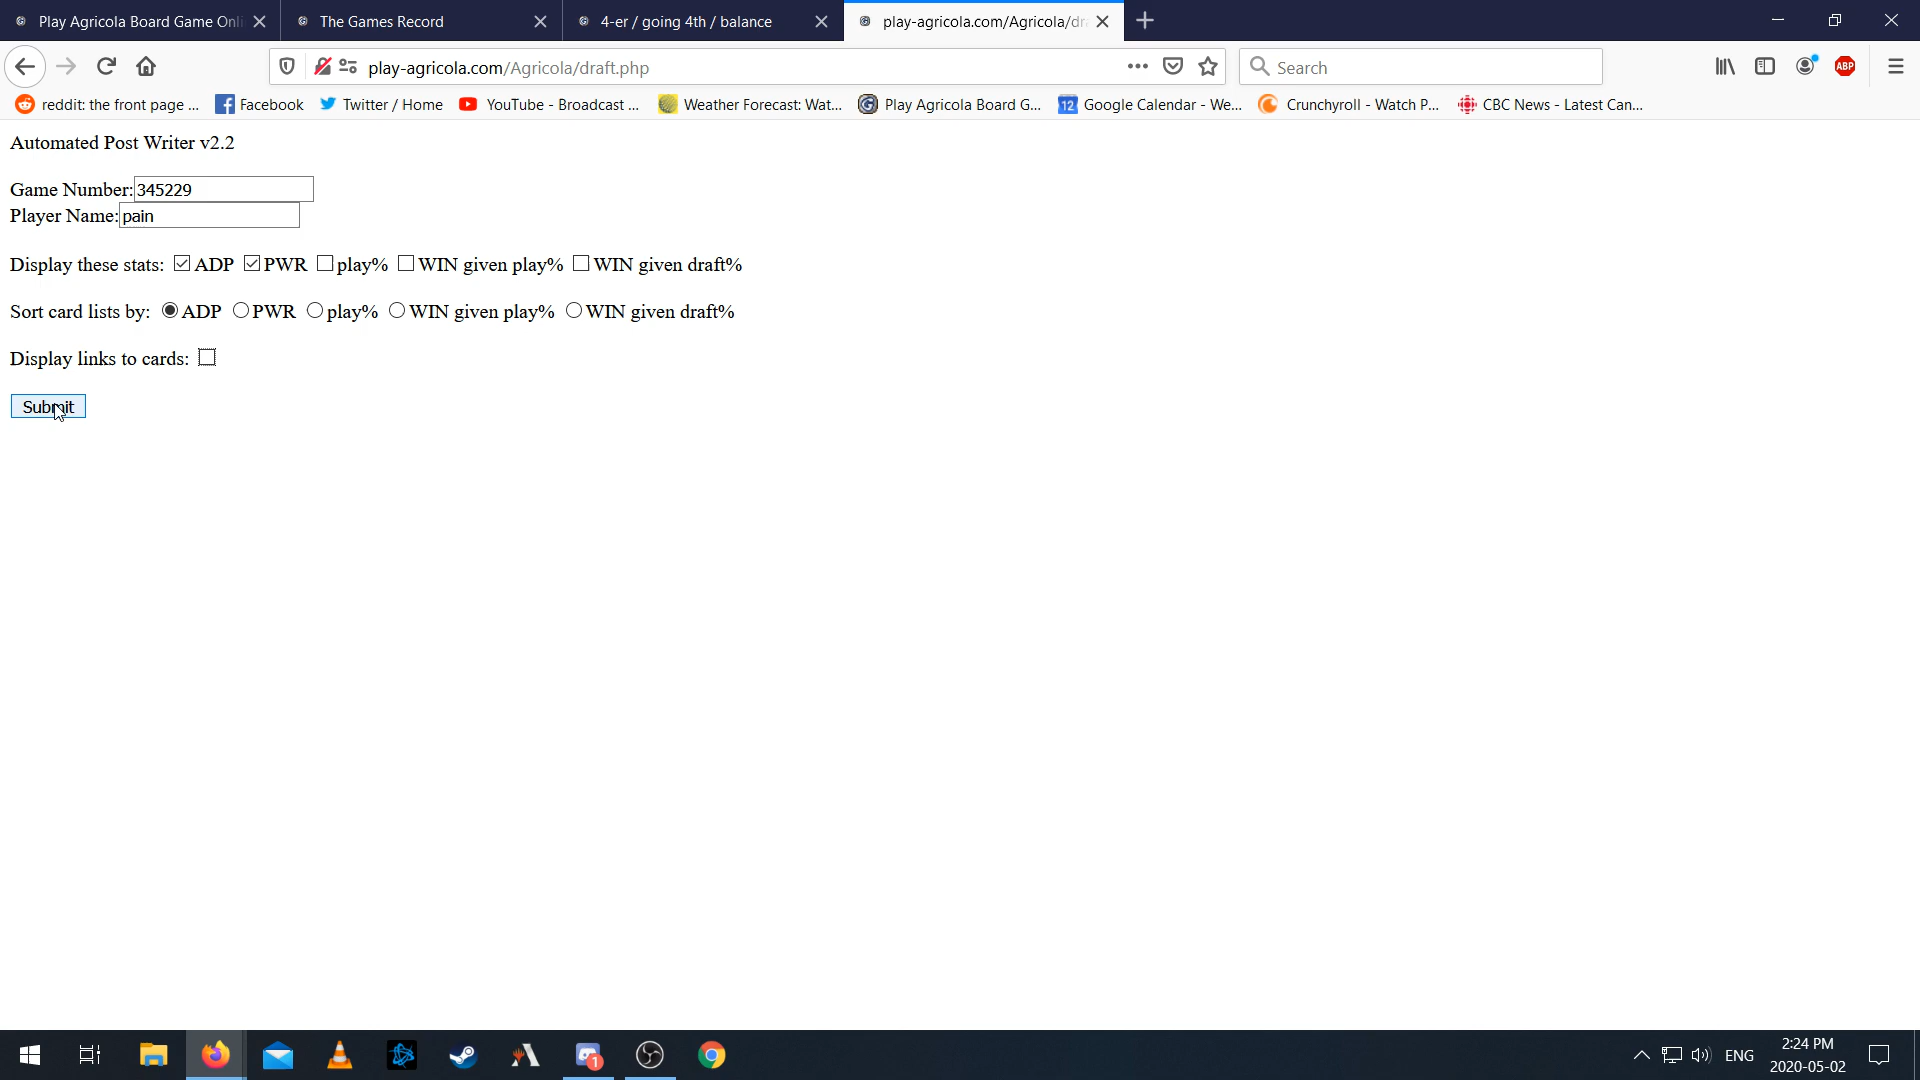 Play Agricola Board Game Onli
The Games Record
4-er / going 4th / balance
play-agricola.com/Agricola/dr
play-agricola.com/Agricola/draft.php
Search
ABP
reddit: the front page ...
Facebook
Twitter / Home
YouTube - Broadcast ...
Weather Forecast: Wat...
Play Agricola Board G...
12
Google Calendar - We...
Crunchyroll - Watch P...
CBC News - Latest Can...
Automated Post Writer v2.2
Game Number: 345229
Player Name: pain
Display these stats: ADP PWR play% WIN given play% WIN given draft%
Sort card lists by: ADP PWR play% WIN given play% WIN given draft%
Display links to cards:
Submit
1
ENG
2:24 PM
2020-05-02